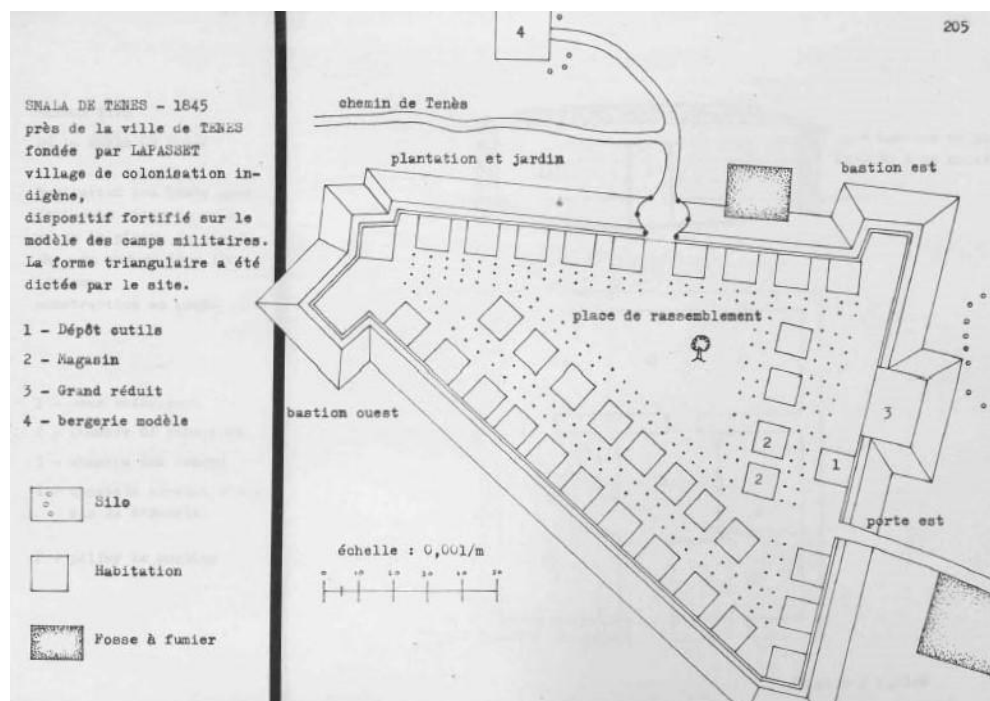 205
SMALA DE TENES - 1845
près de la ville de TENES
fondée par LAPASSET
village de colonisation in-
digène,
dispositif fortifié sur le
modèle des camps militaires.
La forme triangulaire a été
dictée par le site.
1 - Dépôt outils
2 - Magasin
3 - Grand réduit
4 - bergerie modèle
Silo
Habitation
Fosse à fumier
4
chemin de Tenès
plantation et jardin
bastion est
place de rassemblement
bastion ouest
3
2
1
2
porte est
échelle : 0,001/m
0 10